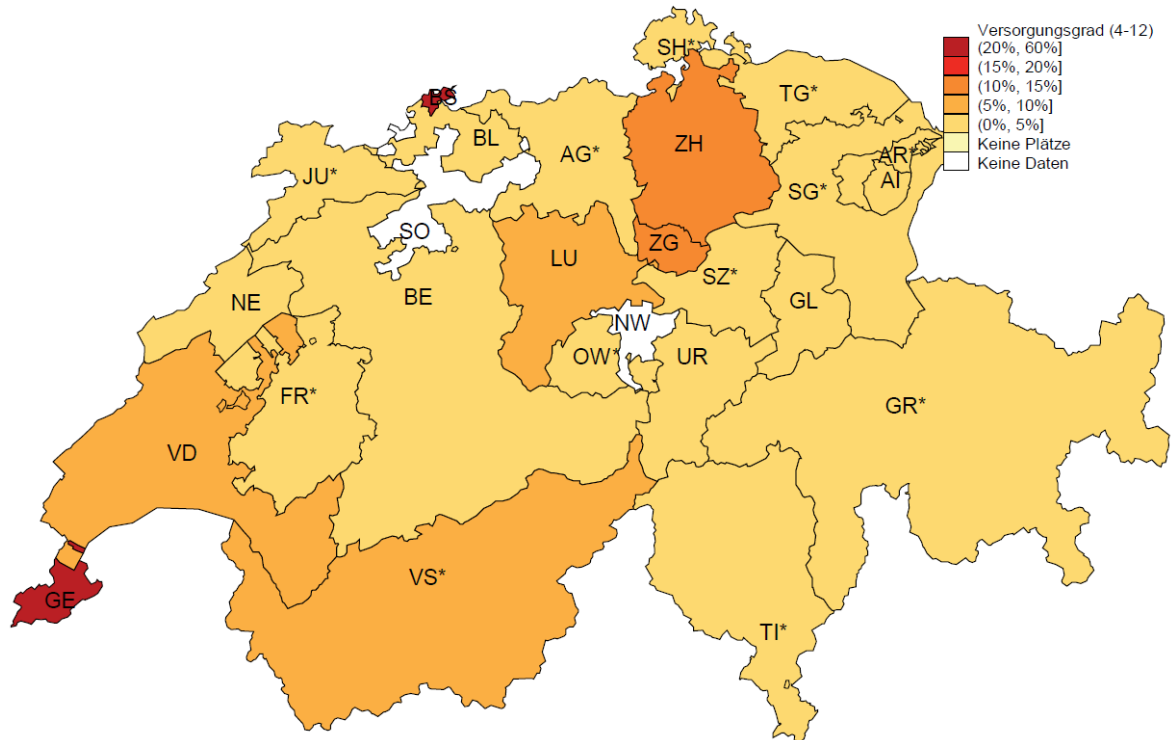 Versorgungsgrad (4-12)
(20%, 60%]
(15%, 20%]
(10%, 15%]
(5%, 10%]
(0%, 5%]
Keine Plätze
Keine Daten
SH*
BS
TG*
BL
AG*
ZH
AR*
AI
JU*
SG*
SO
ZG
LU
SZ*
NE
BE
GL
NW
OW*
UR
FR*
GR*
VD
VS*
GE
TI*